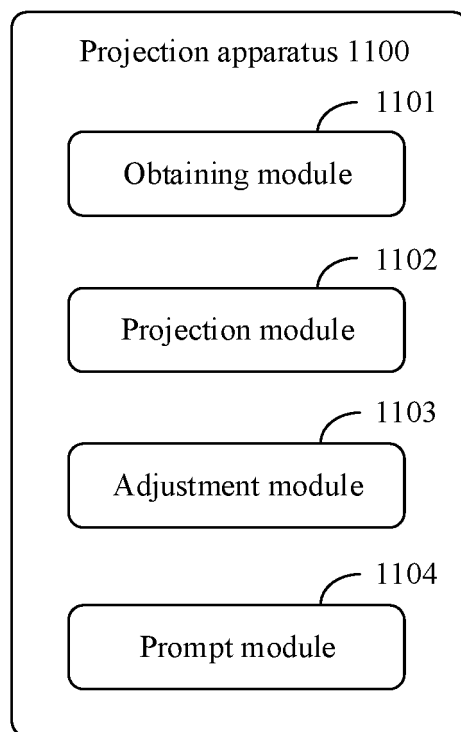 Projection apparatus 1100
1101
Obtaining module
1102
Projection module
1103
Adjustment module
1104
Prompt module